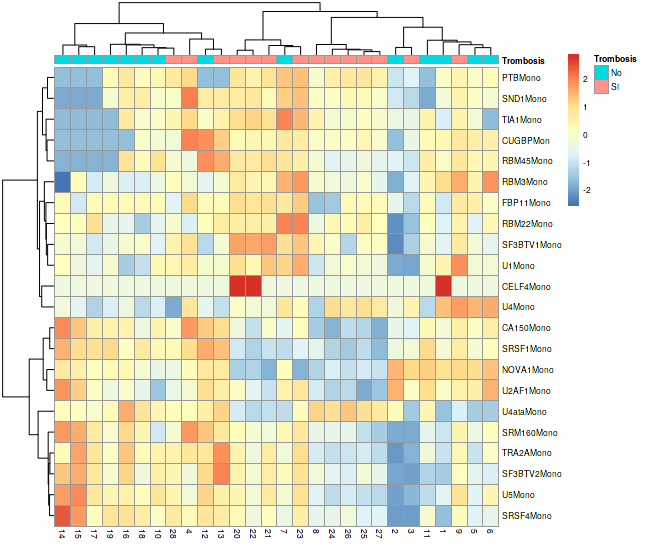 Trombosis
Trombosis
No
SI
2
1
0
-1
-2
PTBMono
SND1Mono
TIA1Mono
CUGBPMon
RBM45Mono
RBM3Mono
FBP11Mono
RBM22Mono
SF3BTV1Mono
U1Mono
CELF4Mono
U4Mono
CA150Mono
SRSF1Mono
NOVA1Mono
U2AF1Mono
U4ataMono
SRM160Mono
TRA2AMono
SF3BTV2Mono
U5Mono
SRSF4Mono
14 15 17 19 16 18 10 28 4 12 13 20 22 21 7 23 8 24 26 25 27 2 3 11 1 9 5 6